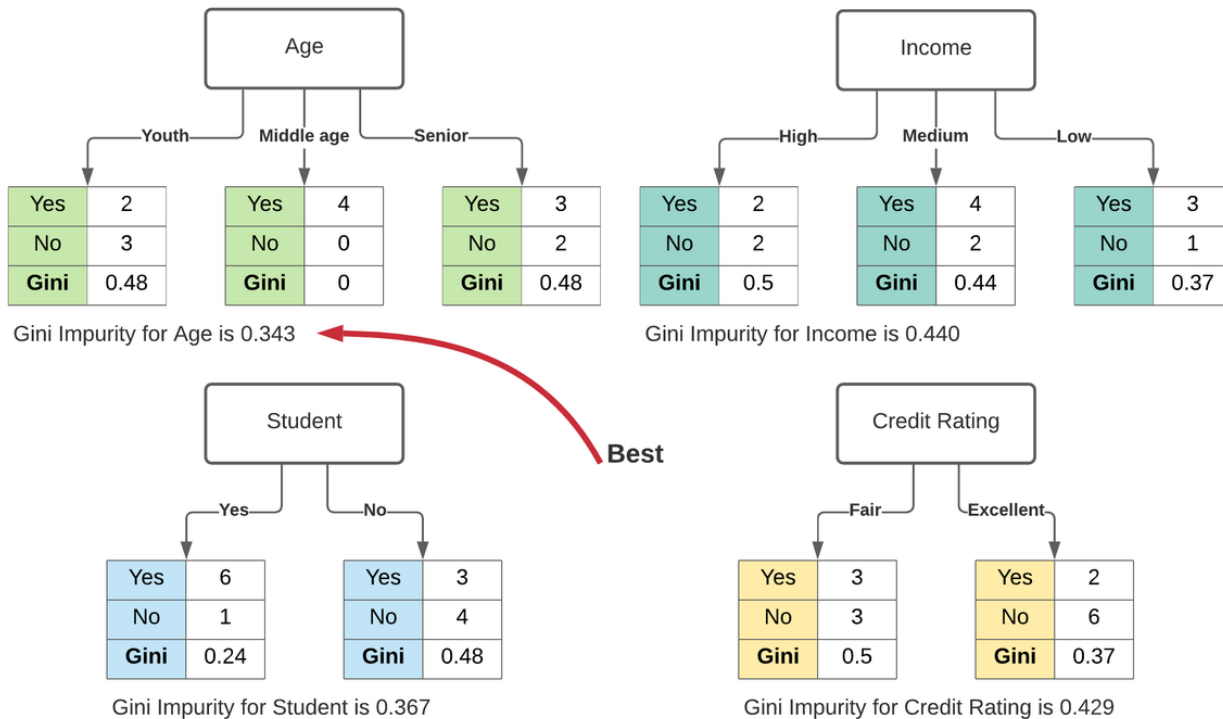 Age
Income
Youth Middle age Senior
High Medium Low
Yes 2 Yes 4 Yes 3
No 3 No 0 No 2
Gini 0.48 Gini 0 Gini 0.48
Yes 2 Yes 4 Yes 3
No 2 No 2 No 1
Gini 0.5 Gini 0.44 Gini 0.37
Gini Impurity for Age is 0.343
Gini Impurity for Income is 0.440
Best
Student
Credit Rating
Yes No
Fair Excellent
Yes 6 Yes 3
No 1 No 4
Gini 0.24 Gini 0.48
Yes 3 Yes 2
No 3 No 6
Gini 0.5 Gini 0.37
Gini Impurity for Student is 0.367
Gini Impurity for Credit Rating is 0.429